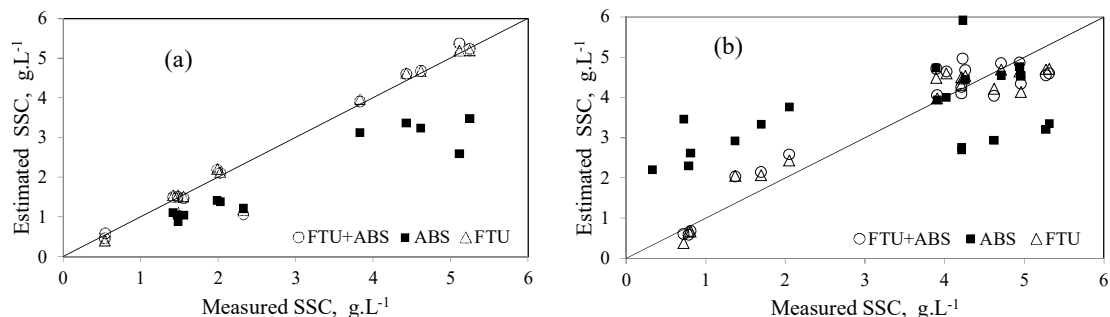 6
5
4
3
2
1
0
Estimated SSC, g.L-1
(a)
○FTU+ABS ■ABS △FTU
0 1 2 3 4 5 6
Measured SSC, g.L-1
6
5
4
3
2
1
0
Estimated SSC, g.L-1
(b)
○FTU+ABS ■ABS △FTU
0 1 2 3 4 5 6
Measured SSC, g.L-1